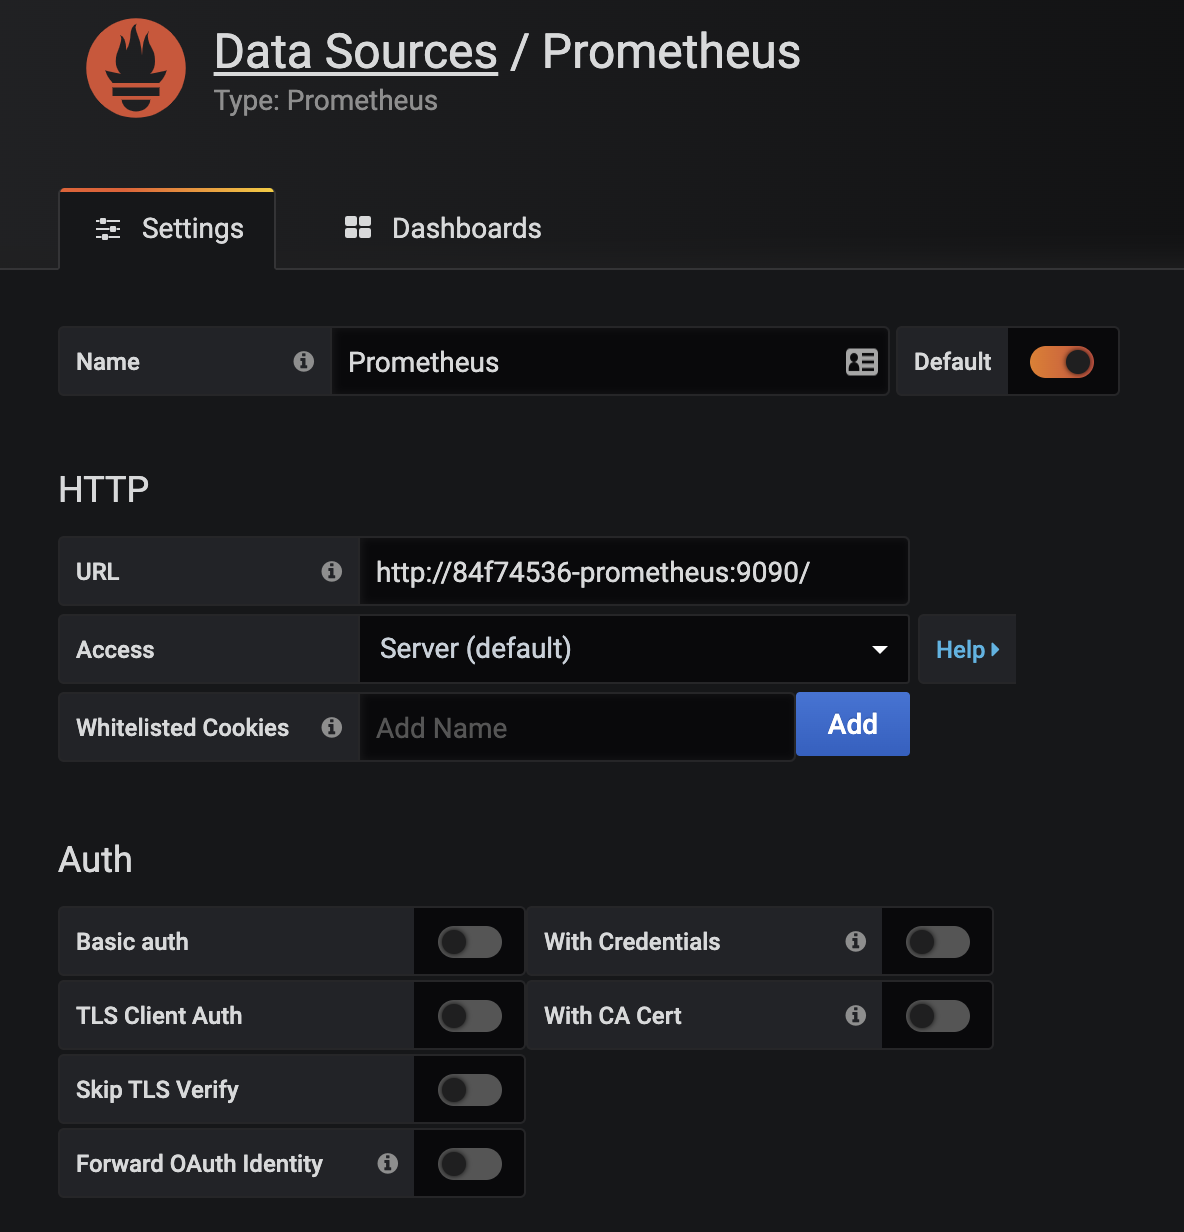 Data Sources / Prometheus
Type: Prometheus
Settings
Dashboards
Name
Prometheus
Default
HTTP
URL
http://84f74536-prometheus:9090/
Access
Server (default)
Help
Whitelisted Cookies
Add Name
Add
Auth
Basic auth
With Credentials
TLS Client Auth
With CA Cert
Skip TLS Verify
Forward OAuth Identity